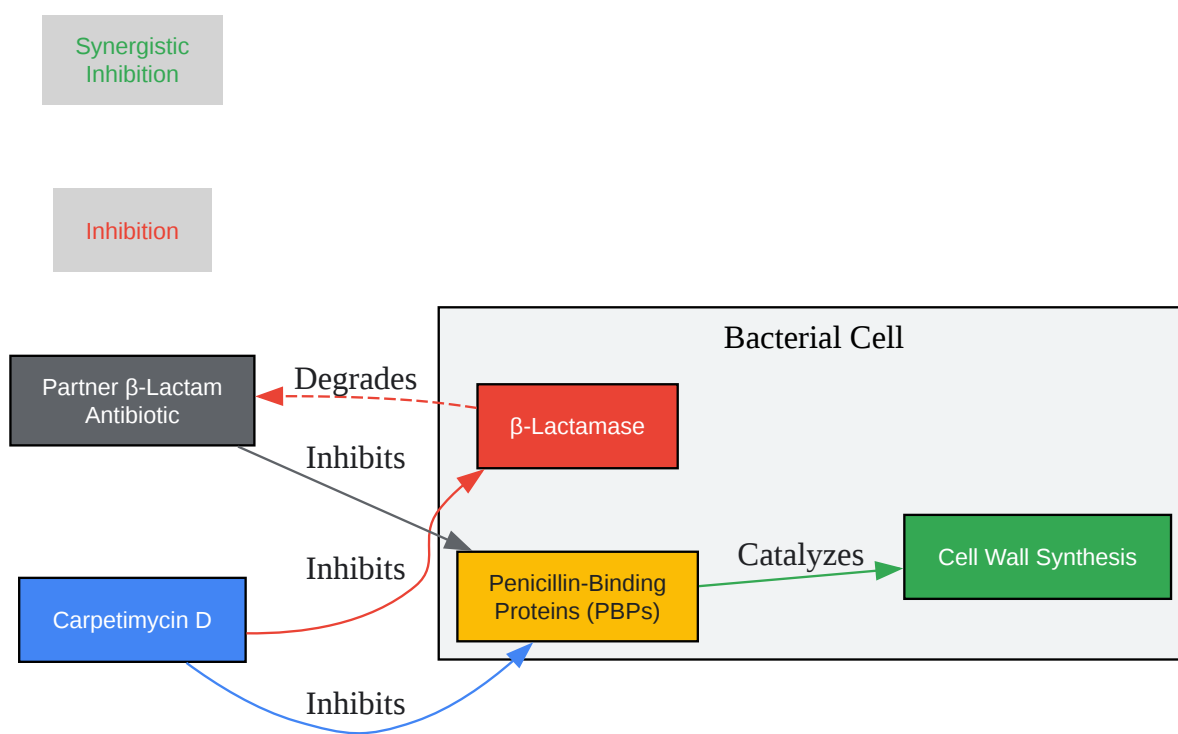 Synergistic
Inhibition
Inhibition
Bacterial Cell
Partner β-Lactam
Antibiotic
Degrades
β-Lactamase
Inhibits
Inhibits
Catalyzes
Cell Wall Synthesis
Penicillin-Binding
Proteins (PBPs)
Carpetimycin D
Inhibits